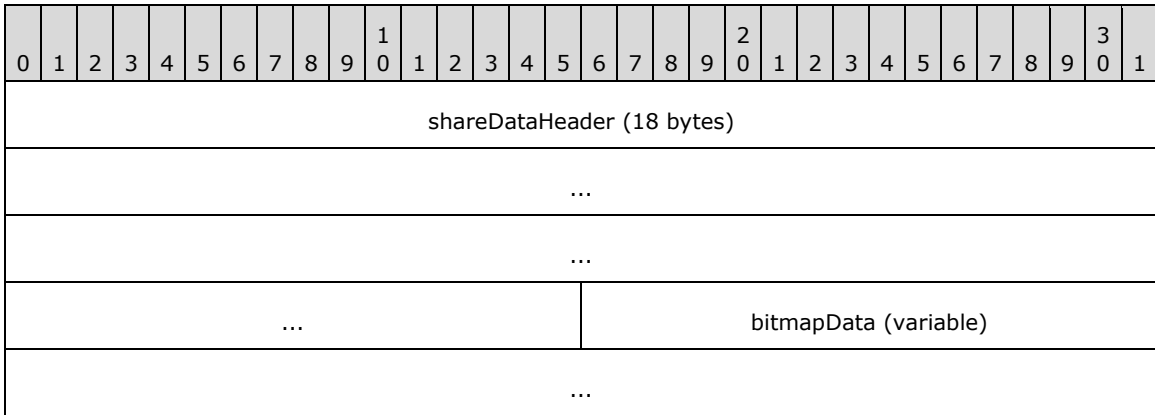 1 2 3
0 1 2 3 4 5 6 7 8 9 0 1 2 3 4 5 6 7 8 9 0 1 2 3 4 5 6 7 8 9 0 1
shareDataHeader (18 bytes)
...
...
... bitmapData (variable)
...